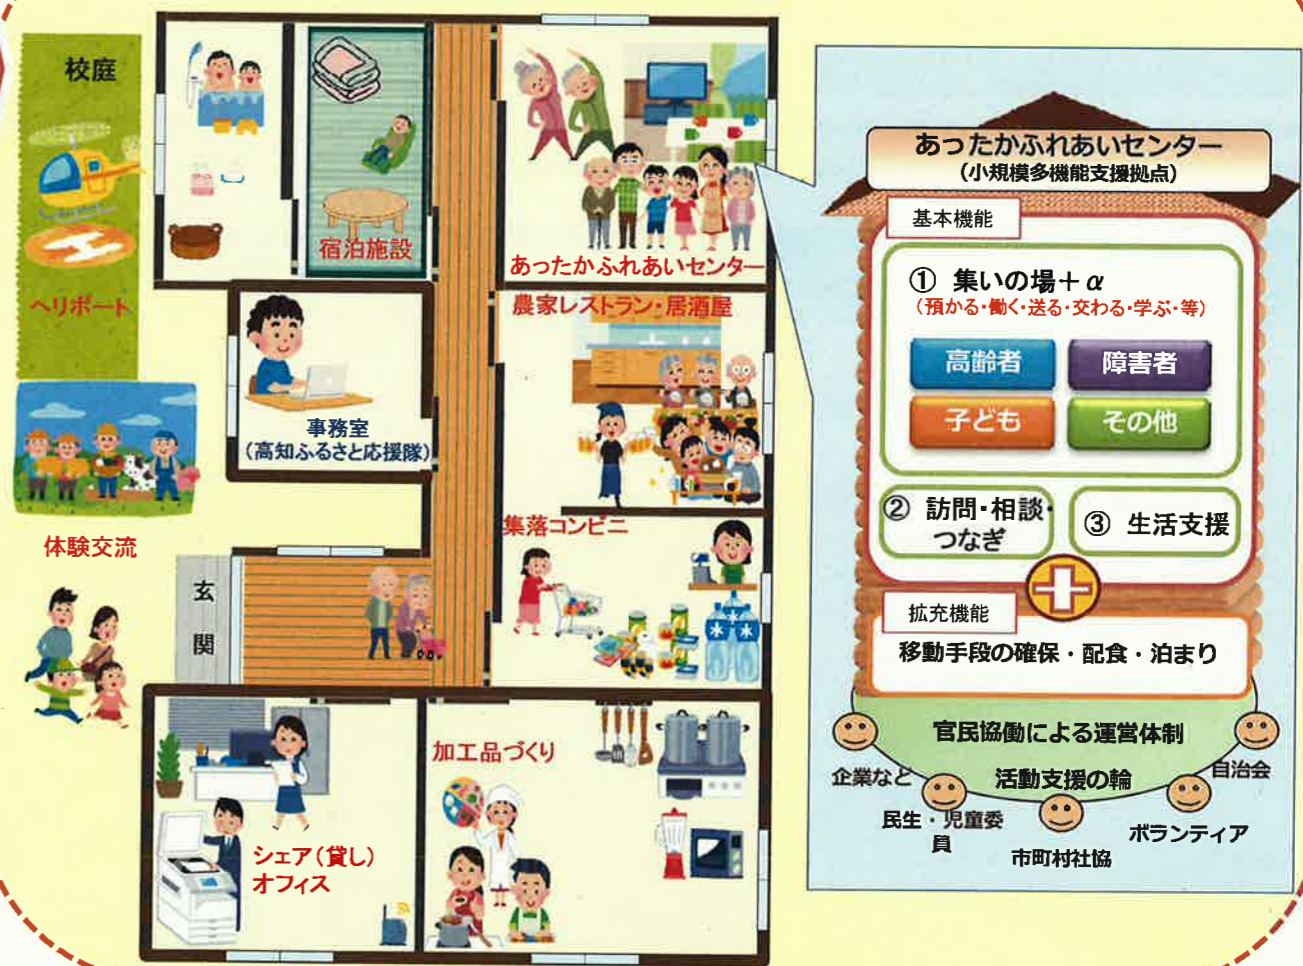 校庭
ヘリポート
体験交流
宿泊施設
あったかふれあいセンター
農家レストラン・居酒屋
事務室
(高知ふるさと応援隊)
集落コンビニ
玄
関
シェア(貸し)
オフィス
加工品づくり
あったかふれあいセンター
(小規模多機能支援拠点)
基本機能
① 集いの場+α
(預かる・働く・送る・交わる・学ぶ・等)
高齢者
障害者
子ども
その他
② 訪問・相談・
つなぎ
③ 生活支援
拡充機能
移動手段の確保・配食・泊まり
官民協働による運営体制
活動支援の輪
企業など
民生・児童委
員
市町村社協
ボランティア
自治会